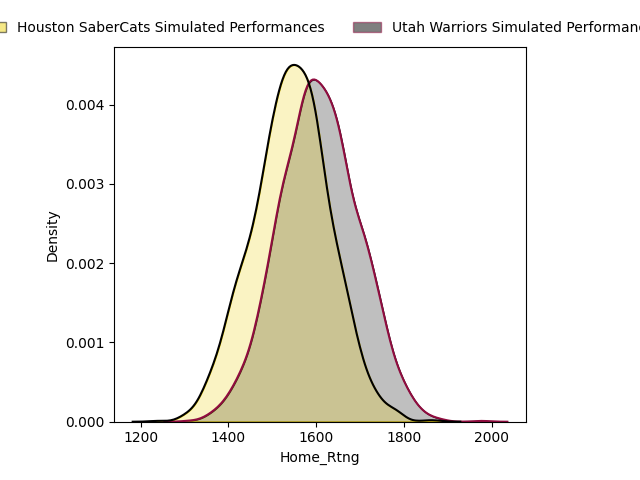 Houston SaberCats Simulated Performances
Utah Warriors Simulated
0.004
0.003
0.002
0.001
0.000
Density
1200 1400 1600 1800 2000
Home_Rtng